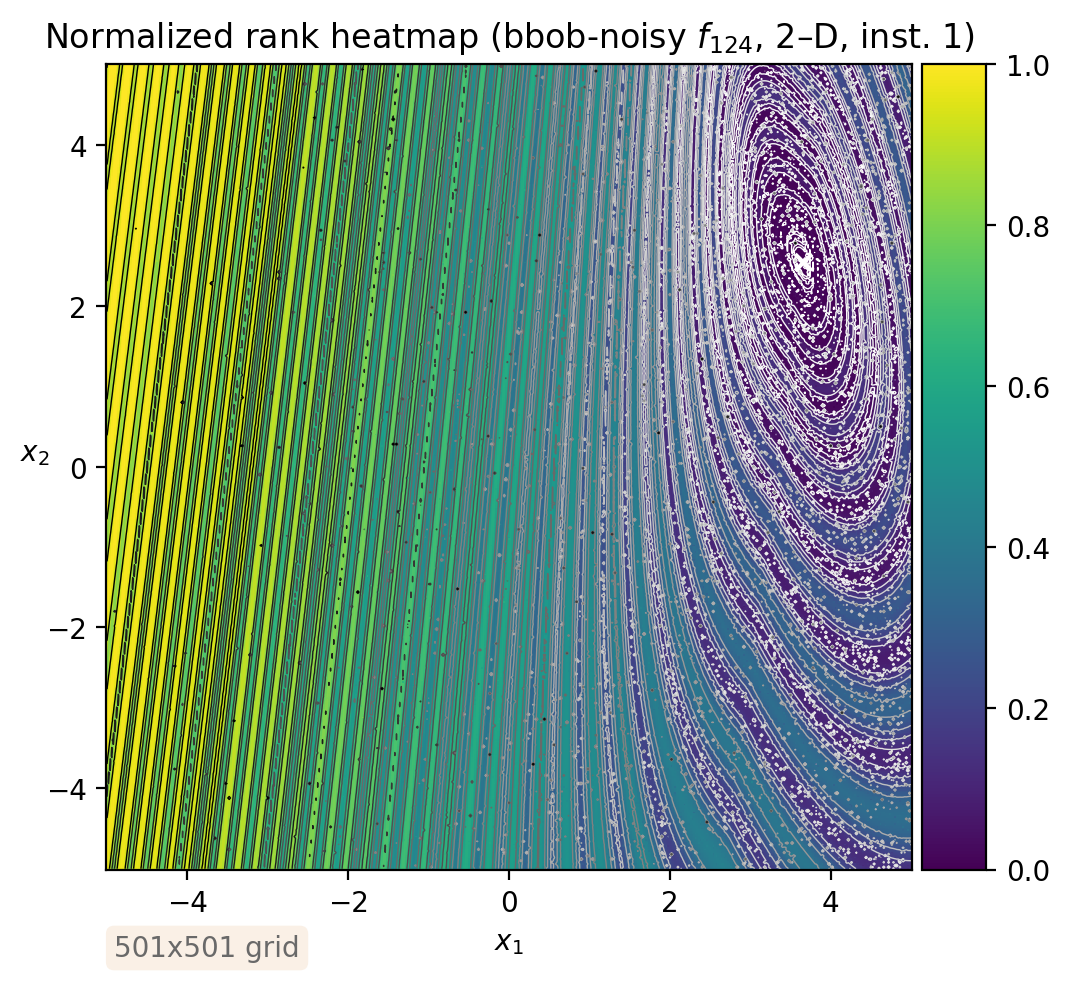 Normalized rank heatmap (bbob-noisy f124, 2–D, inst. 1)
1.0
0.8
0.6
0.4
0.2
0.0
4
2
0
−2
−4
x2
−4 −2 0 2 4
x1
501x501 grid